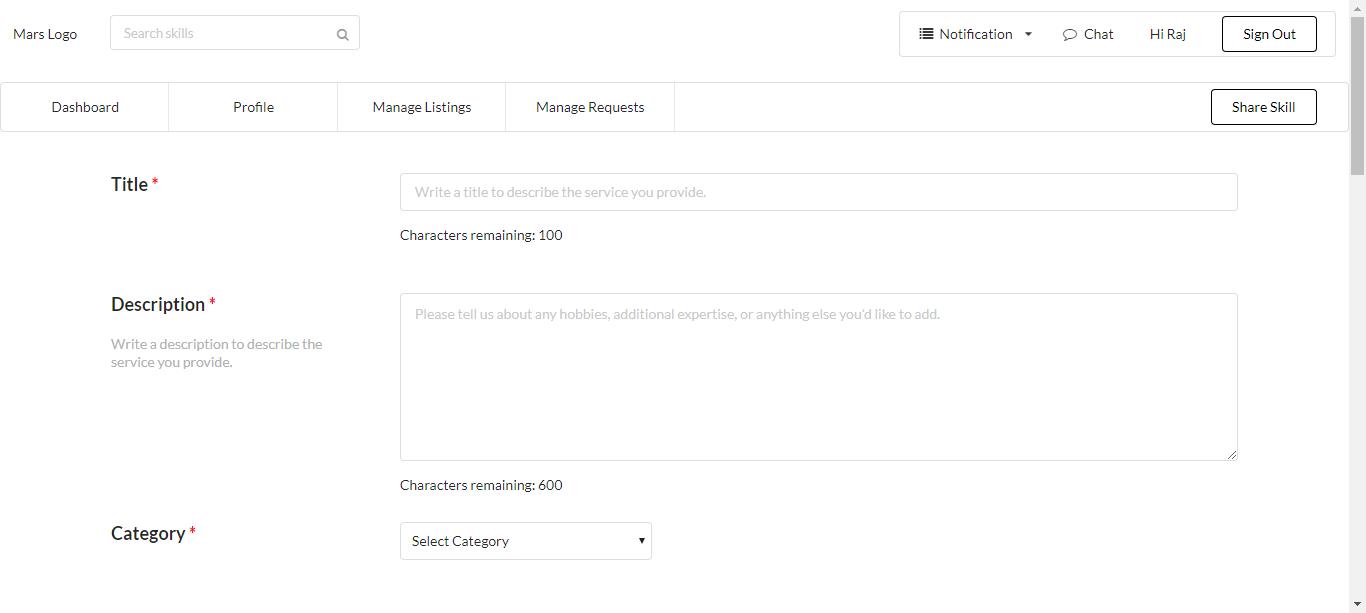 Mars Logo
Search skills
Notification
Chat
Hi Raj
Sign Out
Dashboard
Profile
Manage Listings
Manage Requests
Share Skill
Title *
Write a title to describe the service you provide.
Characters remaining: 100
Description *
Write a description to describe the
service you provide.
Please tell us about any hobbies, additional expertise, or anything else you'd like to add.
Characters remaining: 600
Category *
Select Category